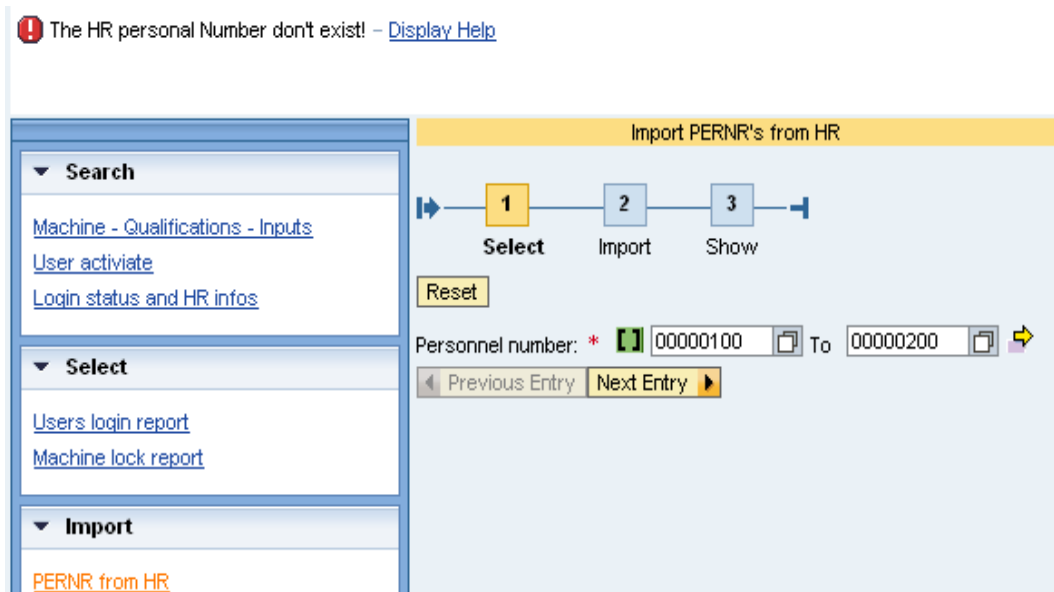 The HR personal Number don't exist! – Display Help
Import PERNR's from HR
Search
Machine - Qualifications - Inputs
User activiate
Login status and HR infos
Select
Users login report
Machine lock report
Import
PERNR from HR
1 2 3
Select Import Show
Reset
Personnel number: * 00000100 To 00000200
Previous Entry Next Entry